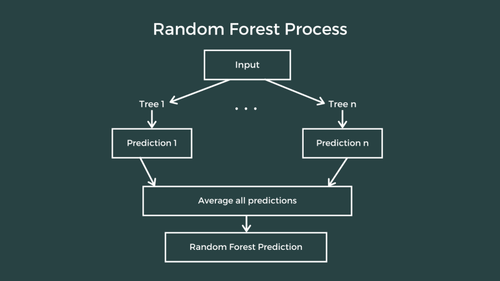 Random Forest Process
Input
Tree 1
. . .
Tree n
Prediction 1
Prediction n
Average all predictions
Random Forest Prediction